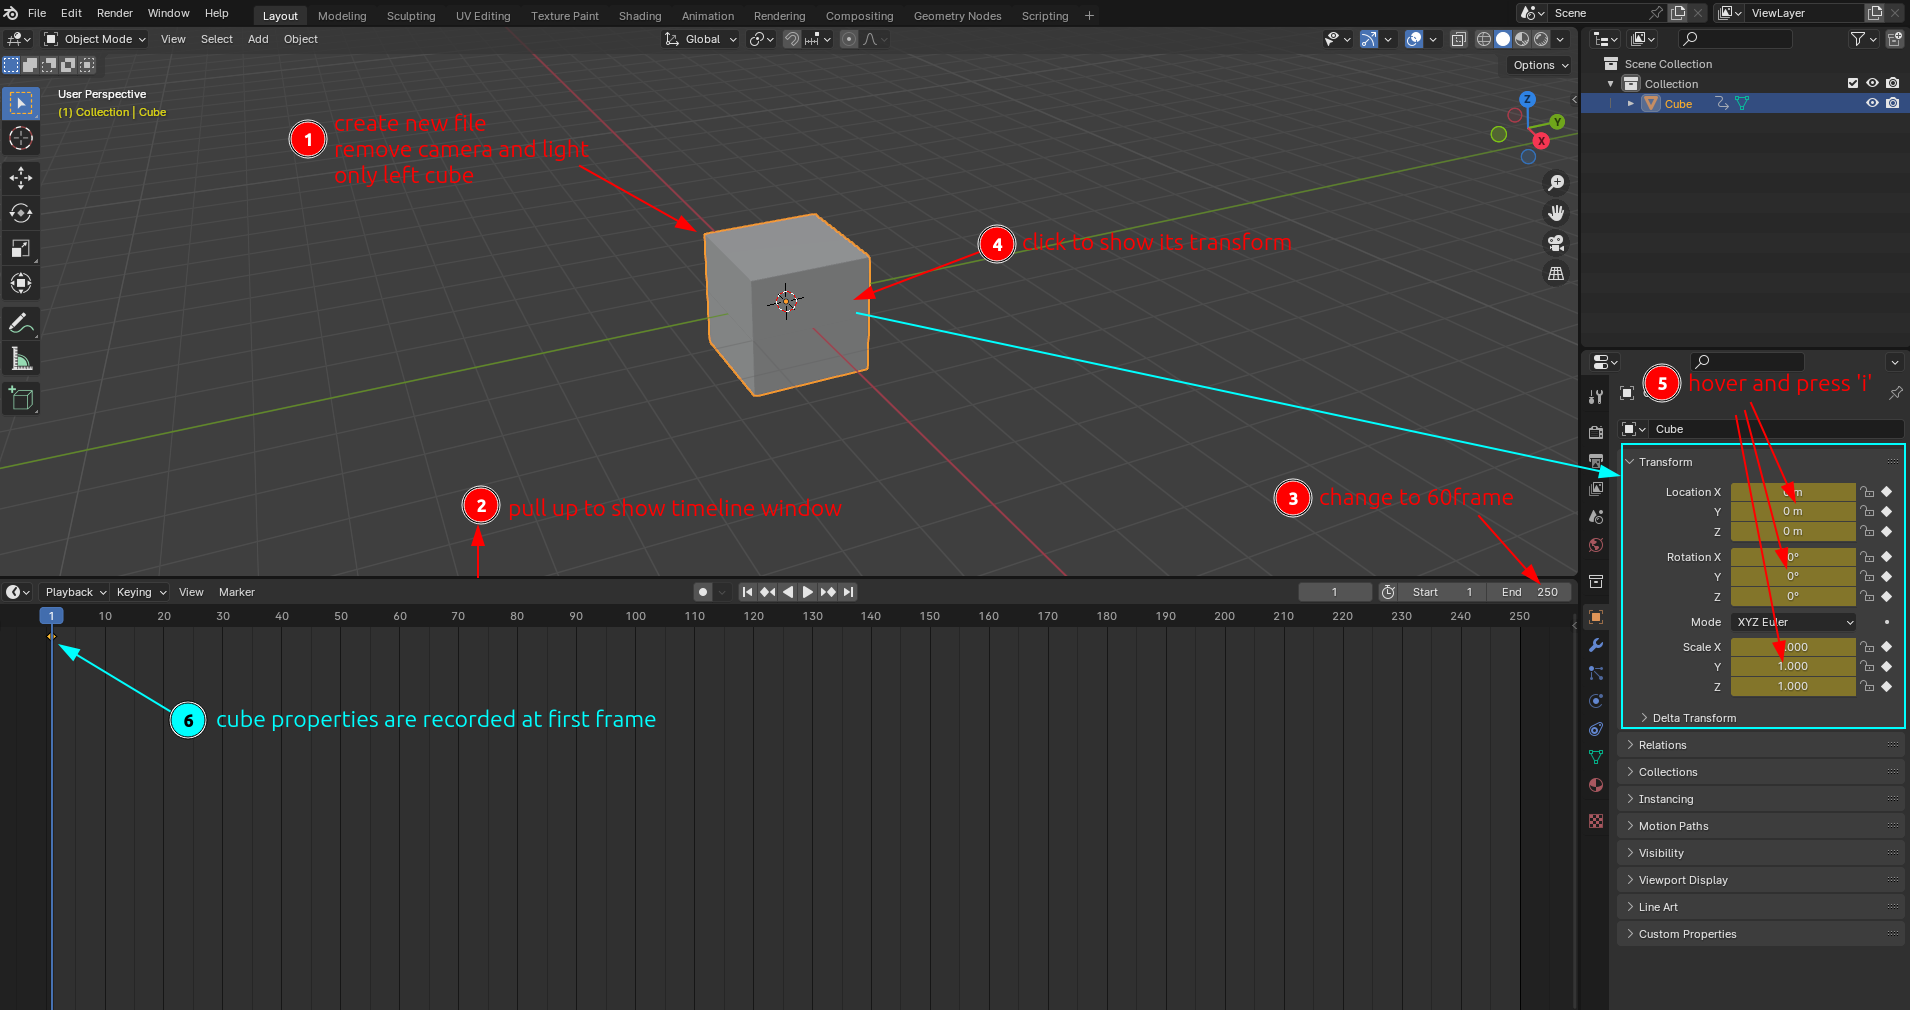 File Edit Render Window Help Layout Modeling Sculpting UV Editing Texture Paint Shading Animation Rendering Compositing Geometry Nodes Scripting + Scene ViewLayer
Object Mode View Select Add Object Global
Options
User Perspective
(1) Collection | Cube
1 create new file
remove camera and light
only left cube
4 click to show its transform
Z
Y
X
2 pull up to show timeline window
3 change to 60frame
Scene Collection
Collection
Cube
5 hover and press 'i'
Cube
Transform
Location X
Y 0 m
Z 0 m
Rotation X 0°
Y 0°
Z 0°
Mode XYZ Euler
Scale X
Y 1.000
Z 1.000
Delta Transform
Relations
Collections
Instancing
Motion Paths
Visibility
Viewport Display
Line Art
Custom Properties
Playback Keying View Marker 1 Start 1 End 250
1 10 20 30 40 50 60 70 80 90 100 110 120 130 140 150 160 170 180 190 200 210 220 230 240 250
6 cube properties are recorded at first frame